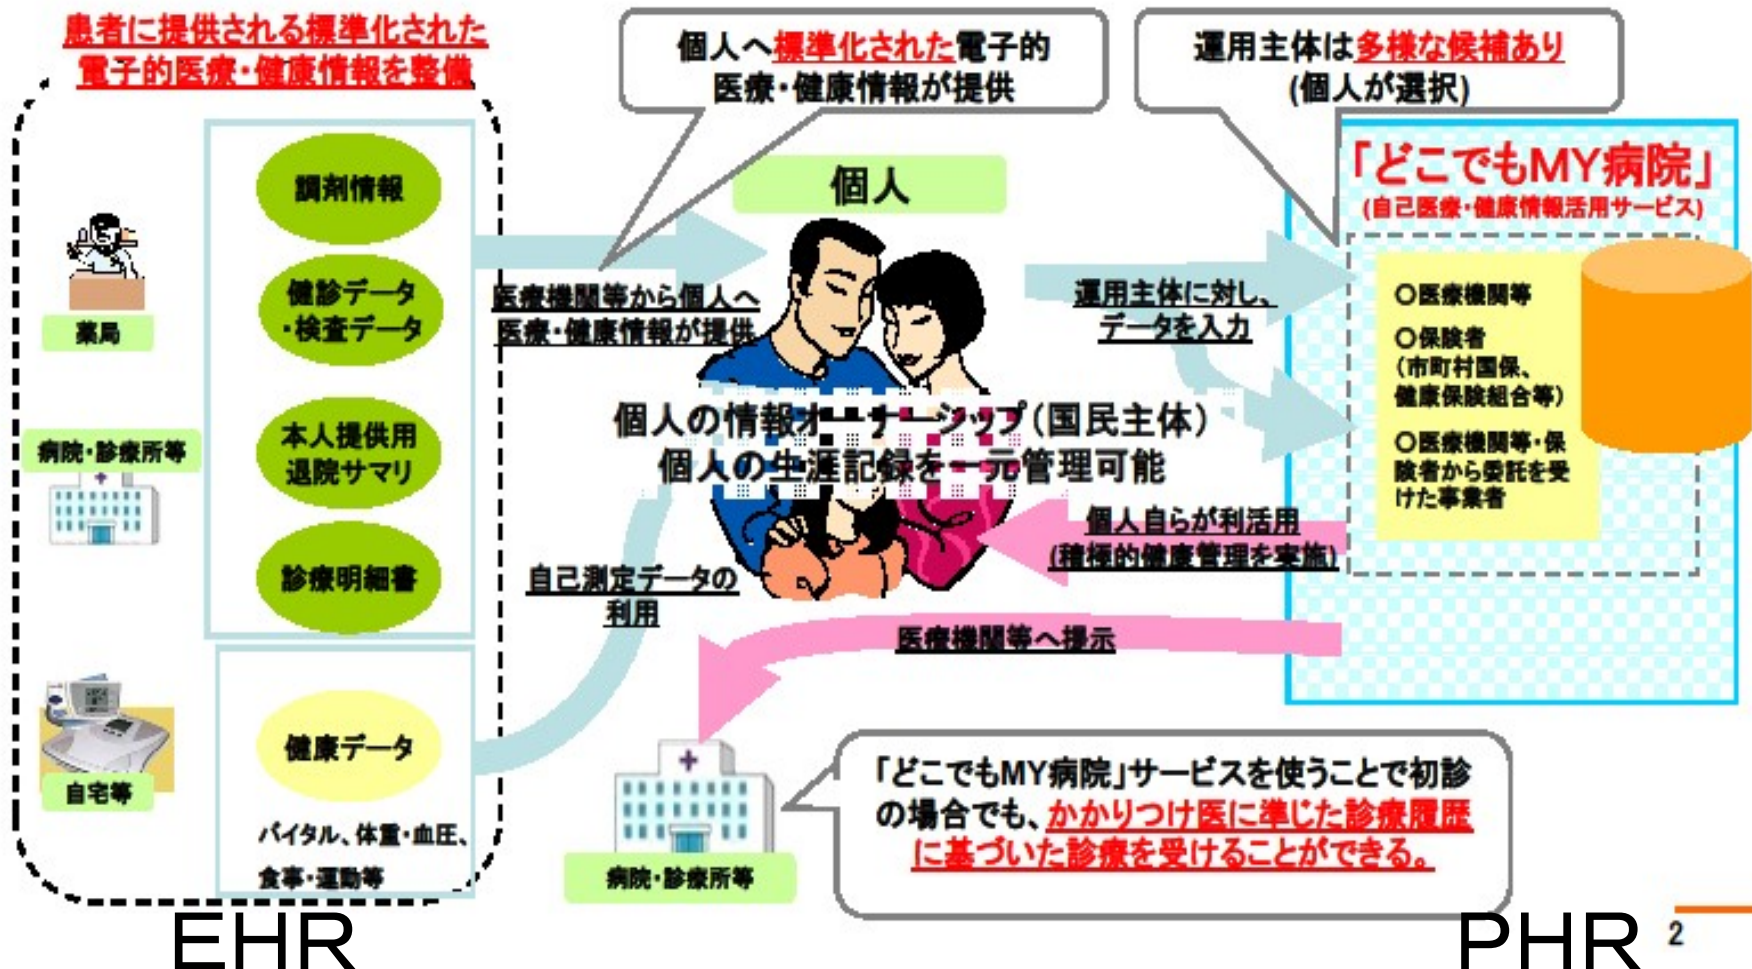 患者に提供される標準化された
電子的医療・健康情報を整備
個人へ標準化された電子的
医療・健康情報が提供
運用主体は多様な候補あり
(個人が選択)
調剤情報
健診データ
・検査データ
本人提供用
退院サマリ
診療明細書
薬局
病院・診療所等
自宅等
健康データ
バイタル、体重・血圧、
食事・運動等
EHR
個人
医療機関等から個人へ
医療・健康情報が提供
個人の情報オーナーシップ(国民主体)
個人の生涯記録を一元管理可能
自己測定データの
利用
運用主体に対し、
データを入力
個人自らが利活用
(積極的健康管理を実施)
医療機関等へ提示
「どこでもMY病院」
(自己医療・健康情報活用サービス)
○医療機関等
○保険者
(市町村国保、
健康保険組合等)
○医療機関等・保
険者から委託を受
けた事業者
病院・診療所等
「どこでもMY病院」サービスを使うことで初診
の場合でも、かかりつけ医に準じた診療履歴
に基づいた診療を受けることができる。
PHR
2